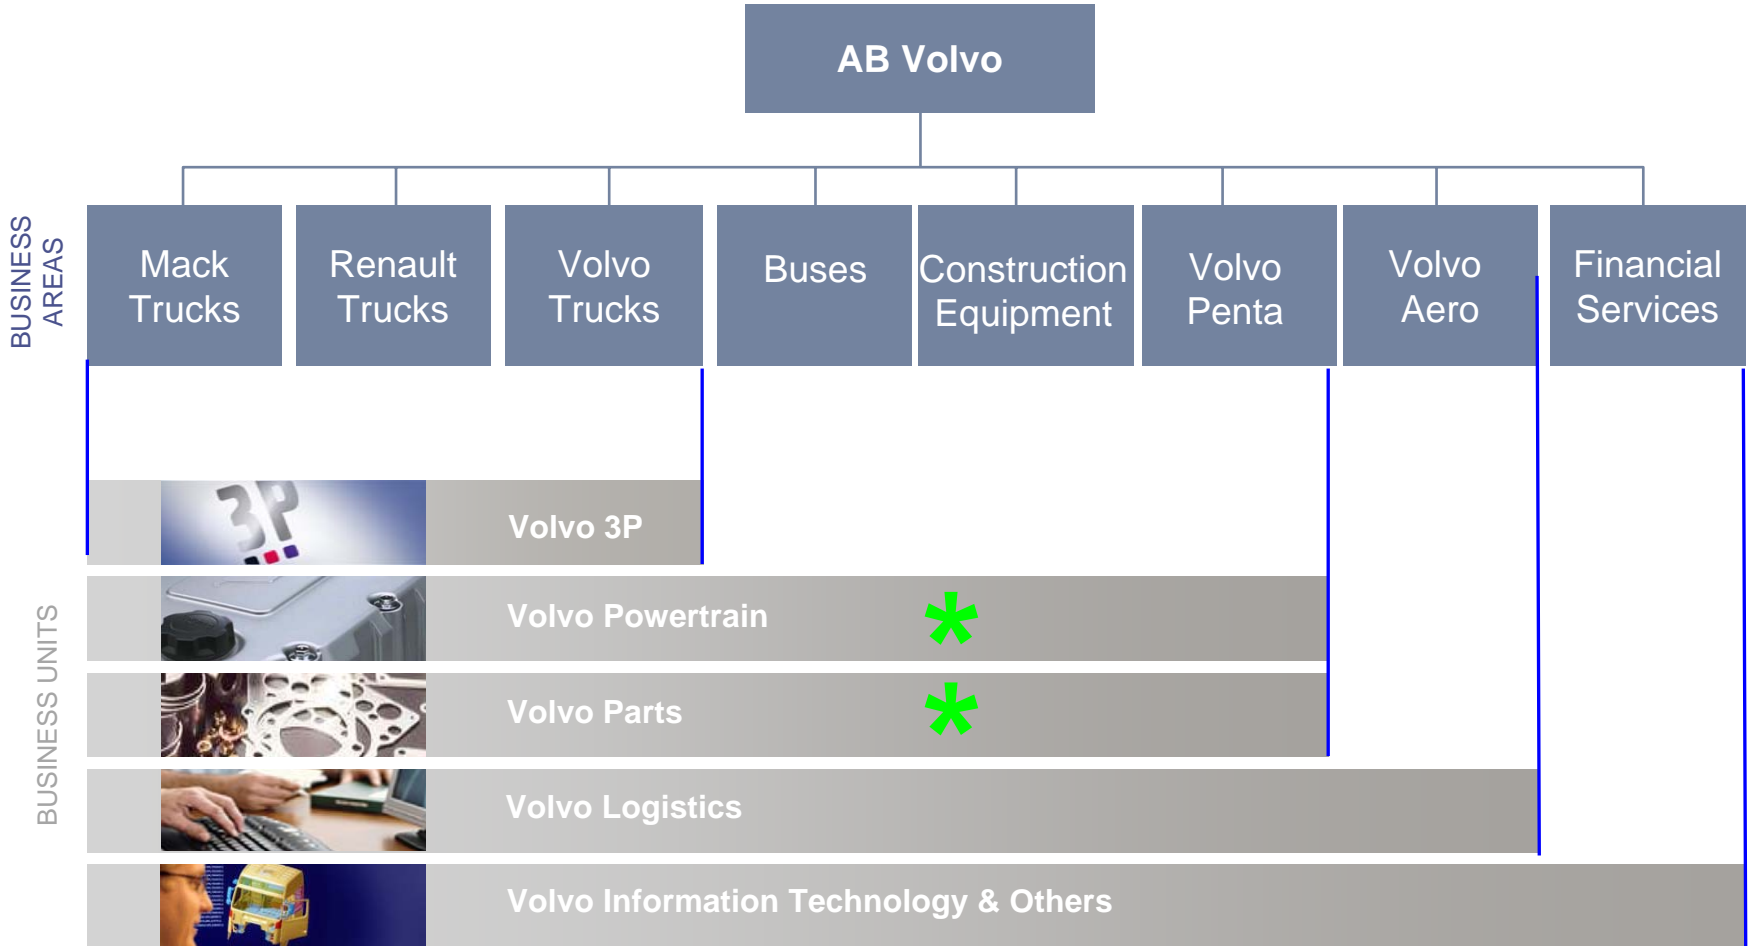 AB Volvo
BUSINESS
AREAS
Mack
Trucks
Renault
Trucks
Volvo
Trucks
Buses
Construction
Equipment
Volvo
Penta
Volvo
Aero
Financial
Services
BUSINESS UNITS
3P
Volvo 3P
Volvo Powertrain
*
Volvo Parts
*
Volvo Logistics
Volvo Information Technology & Others